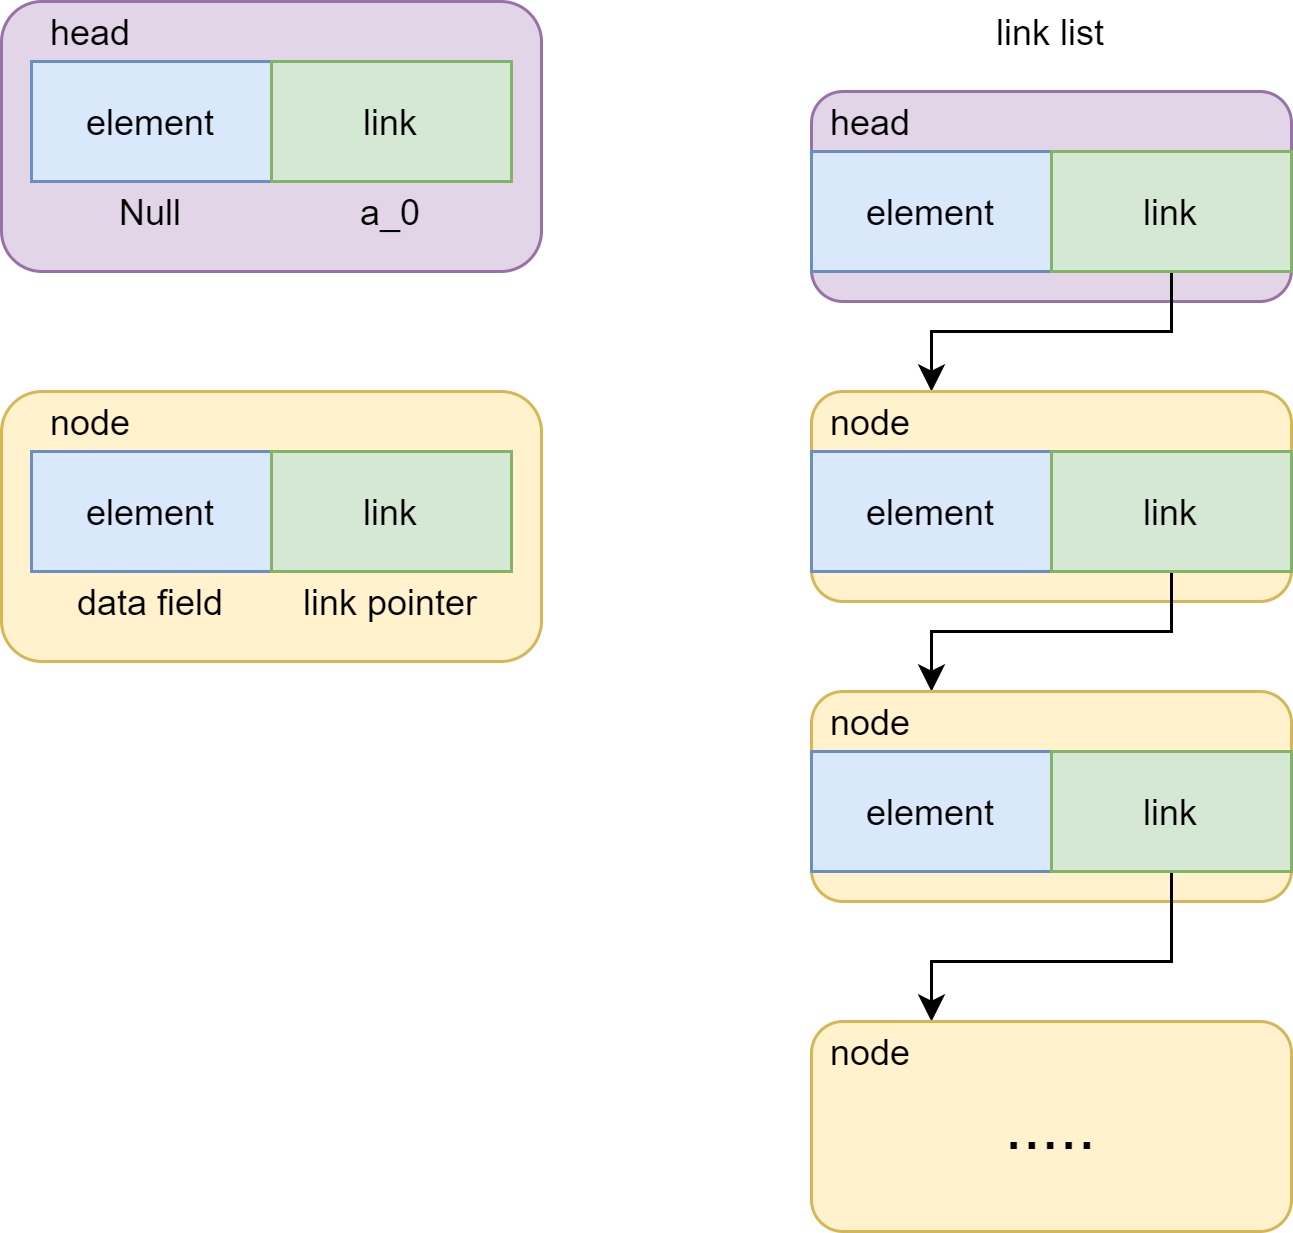 head
element link
Null a_0
node
element link
data field link pointer
link list
head
element link
node
element link
node
element link
node
.....